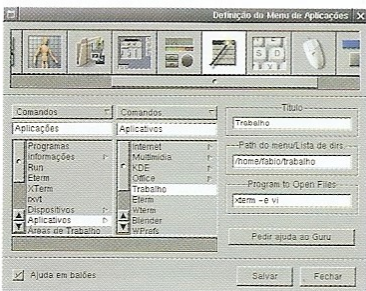 Definição do Menu de Aplicações
Comandos
Comandos
Aplicações
Aplicativos
Programas
Informações
Run
Eterm
XTerm
rxvt
Dispositivos
Aplicativos
Áreas de Trabalho
Internet
Multimídia
KDE
Office
Trabalho
Eterm
Wterm
Blender
WPrefs
Título
Trabalho
Path do menu/Lista de dirs.
/home/fabio/trabalho
Program to Open Files
xterm -e vi
Pedir ajuda ao Guru
Ajuda em balões
Salvar
Fechar